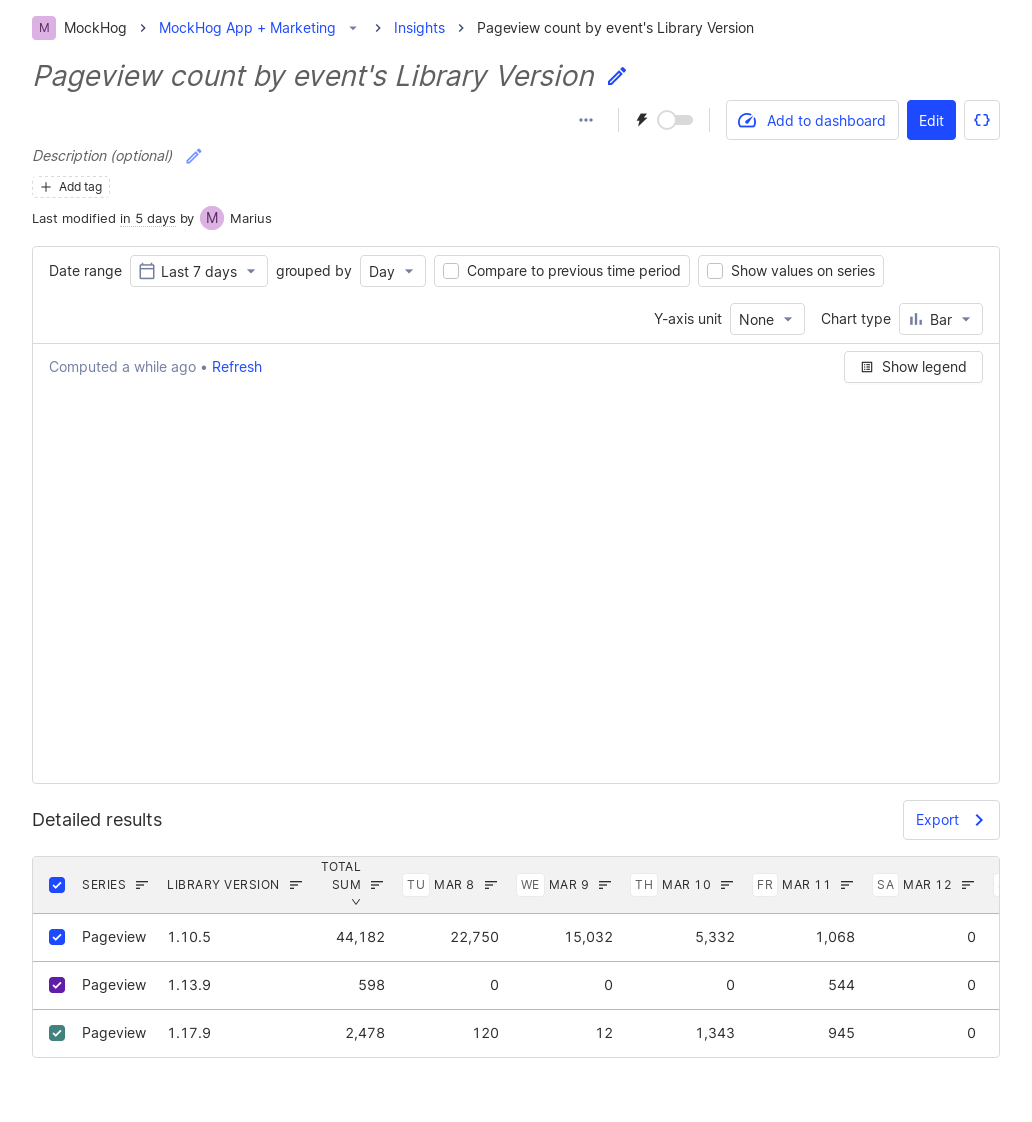 M MockHog MockHog App + Marketing Insights Pageview count by event's Library Version
Pageview count by event's Library Version
Add to dashboard Edit
Description (optional)
Add tag
Last modified in 5 days by M Marius
Date range Last 7 days grouped by Day Compare to previous time period Show values on series
Y-axis unit None Chart type Bar
Computed a while ago • Refresh Show legend
Detailed results Export
SERIES LIBRARY VERSION TOTAL SUM TU MAR 8 WE MAR 9 TH MAR 10 FR MAR 11 SA MAR 12
Pageview 1.10.5 44,182 22,750 15,032 5,332 1,068 0
Pageview 1.13.9 598 0 0 0 544 0
Pageview 1.17.9 2,478 120 12 1,343 945 0